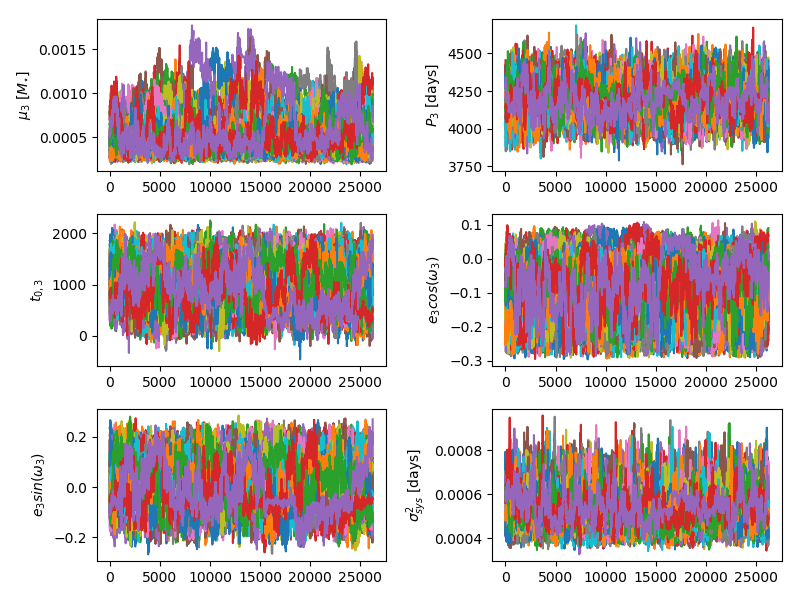 0.0015
0.0010
0.0005
μ₃ [M⋆]
0 5000 10000 15000 20000 25000
4500
4250
4000
3750
P₃ [days]
0 5000 10000 15000 20000 25000
2000
1000
0
t₀,₃
0 5000 10000 15000 20000 25000
0.1
0.0
−0.1
−0.2
−0.3
e₃cos(ω₃)
0 5000 10000 15000 20000 25000
0.2
0.0
−0.2
e₃sin(ω₃)
0 5000 10000 15000 20000 25000
0.0008
0.0006
0.0004
σ²sys [days]
0 5000 10000 15000 20000 25000